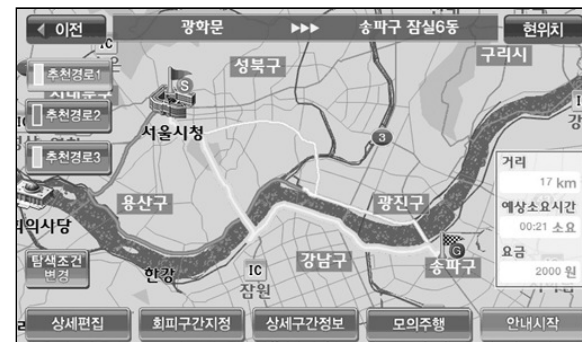 이전
광화문 ▶▶▶ 송파구 잠실6동
현위치
IC
성북구
구리시
추천경로1
S
추천경로2
서울시청
3
추천경로3
거리
17 km
용산구
광진구
예상소요시간
00:21 소요
의사당
요금
2000 원
탐색조건
변경
한강
IC
잠원
강남구
송파구
G
상세편집
회피구간지정
상세구간정보
모의주행
안내시작